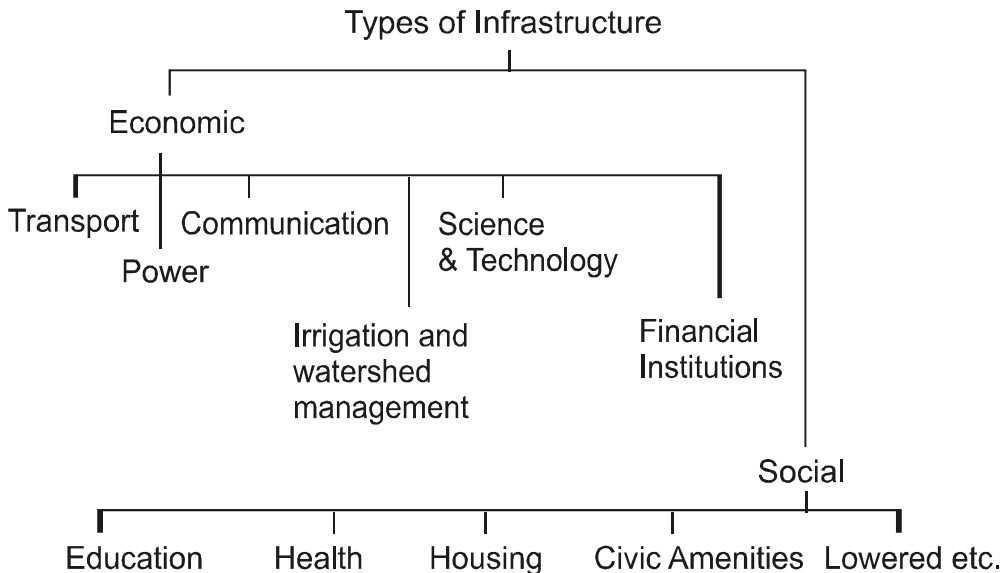 Types of Infrastructure
Economic
Transport
Power
Communication
Irrigation and
watershed
management
Science
& Technology
Financial
Institutions
Social
Education
Health
Housing
Civic Amenities
Lowered etc.